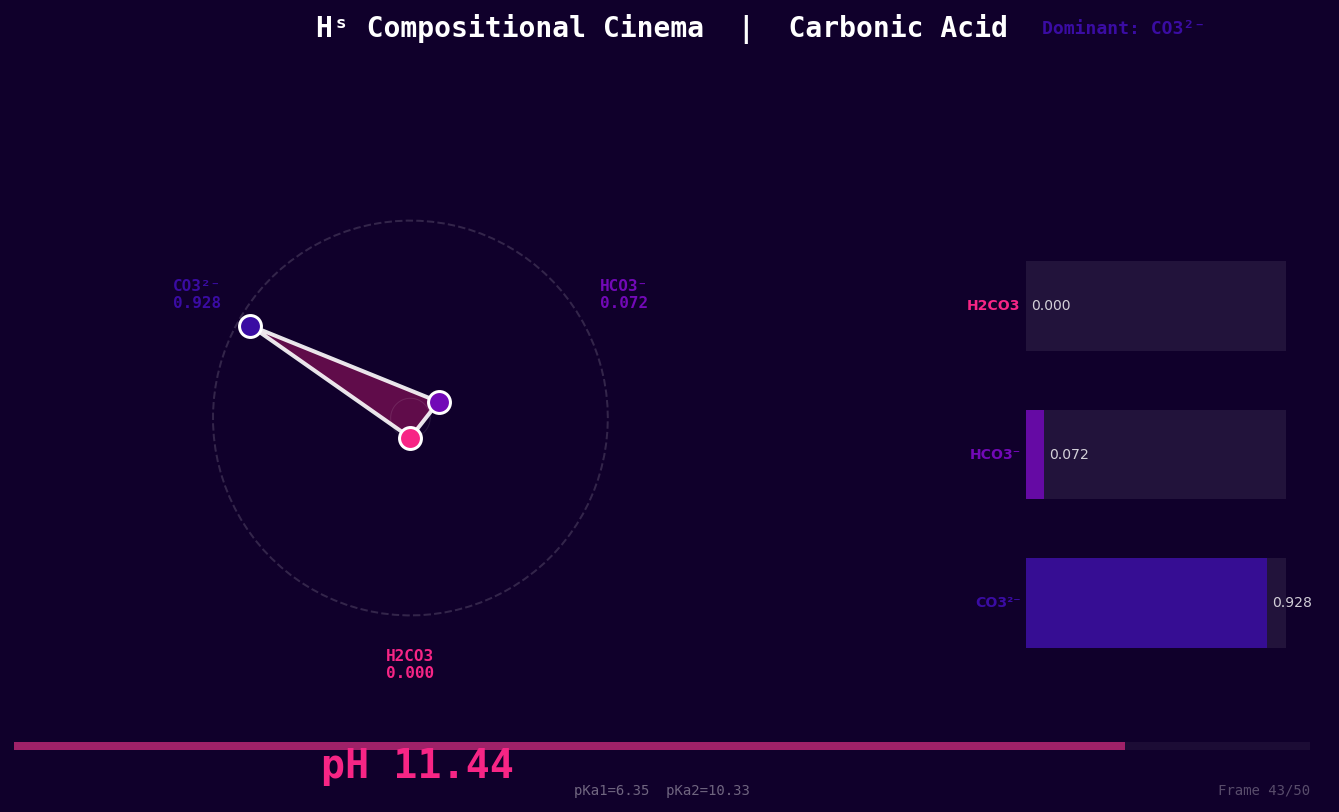 Hˢ Compositional Cinema | Carbonic Acid
Dominant: CO3²⁻
CO3²⁻
0.928
HCO3⁻
0.072
H2CO3
0.000
H2CO3 0.000
HCO3⁻ 0.072
CO3²⁻ 0.928
pH 11.44
pKa1=6.35 pKa2=10.33
Frame 43/50